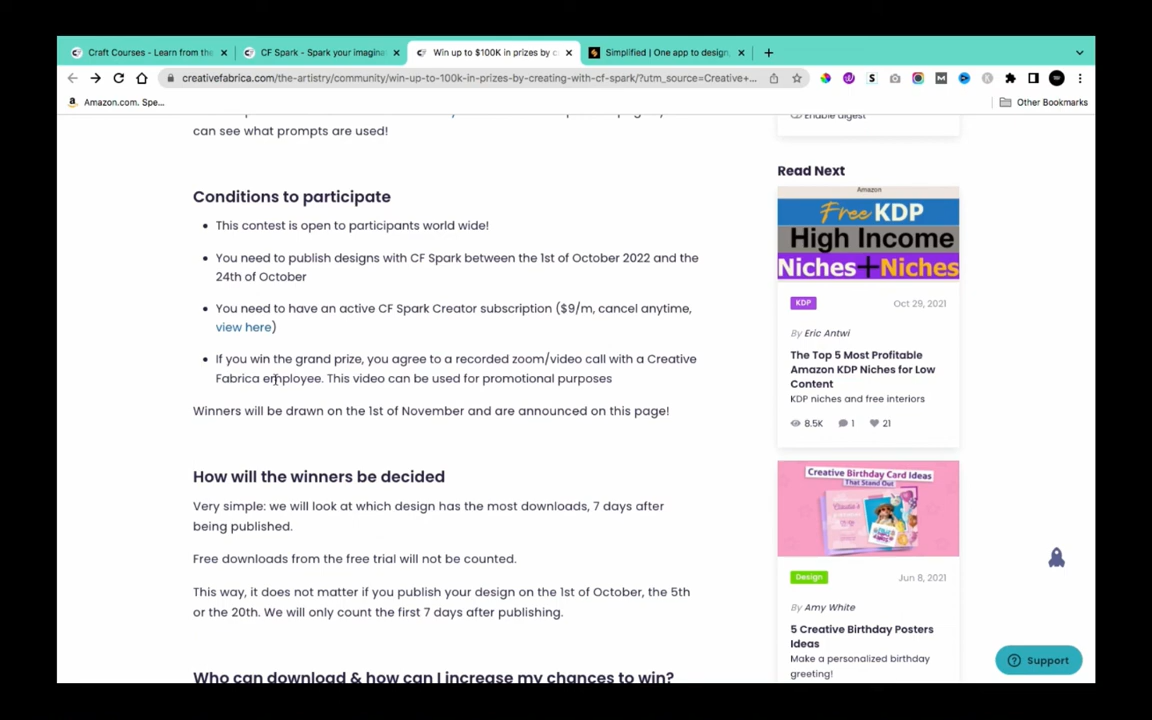 Craft Courses - Learn from the
CF Spark - Spark your imagina
Win up to $100K in prizes by c
Simplified | One app to design,
creativefabrica.com/the-artistry/community/win-up-to-100k-in-prizes-by-creating-with-cf-spark/?utm_source=Creative+...
Amazon.com. Spe...
Other Bookmarks
can see what prompts are used!
Enable digest
Read Next
Conditions to participate
This contest is open to participants world wide!
You need to publish designs with CF Spark between the 1st of October 2022 and the
24th of October
You need to have an active CF Spark Creator subscription ($9/m, cancel anytime,
view here)
If you win the grand prize, you agree to a recorded zoom/video call with a Creative
Fabrica employee. This video can be used for promotional purposes
Winners will be drawn on the 1st of November and are announced on this page!
How will the winners be decided
Very simple: we will look at which design has the most downloads, 7 days after
being published.
Free downloads from the free trial will not be counted.
This way, it does not matter if you publish your design on the 1st of October, the 5th
or the 20th. We will only count the first 7 days after publishing.
Who can download & how can I increase my chances to win?
Amazon
Free KDP
High Income
Niches+Niches
KDP
Oct 29, 2021
By Eric Antwi
The Top 5 Most Profitable
Amazon KDP Niches for Low
Content
KDP niches and free interiors
8.5K
1
21
Creative Birthday Card Ideas
That Stand Out
Design
Jun 8, 2021
By Amy White
5 Creative Birthday Posters
Ideas
Make a personalized birthday
greeting!
Support